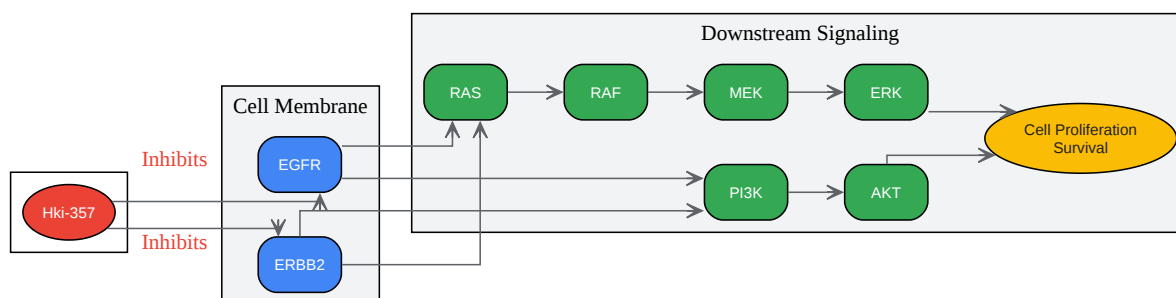 Downstream Signaling
Cell Membrane
RAS
RAF
MEK
ERK
Cell Proliferation
Survival
Inhibits
EGFR
PI3K
AKT
Hki-357
Inhibits
ERBB2